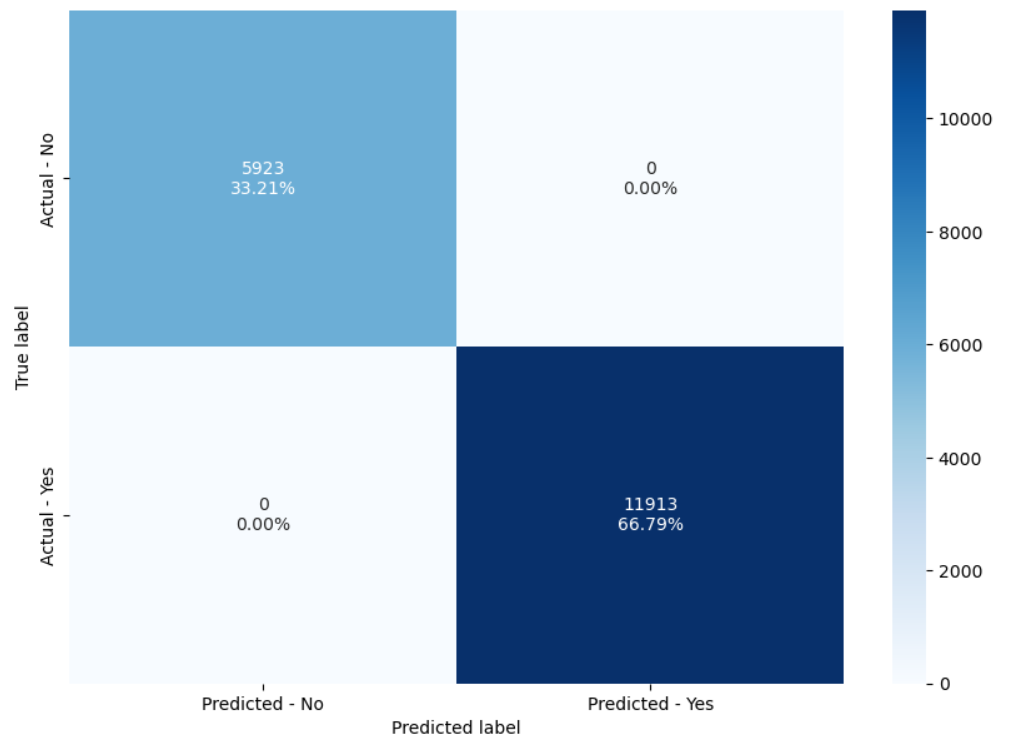 True label
Actual - No
5923
33.21%
0
0.00%
Actual - Yes
0
0.00%
11913
66.79%
Predicted - No
Predicted - Yes
Predicted label
10000
8000
6000
4000
2000
0